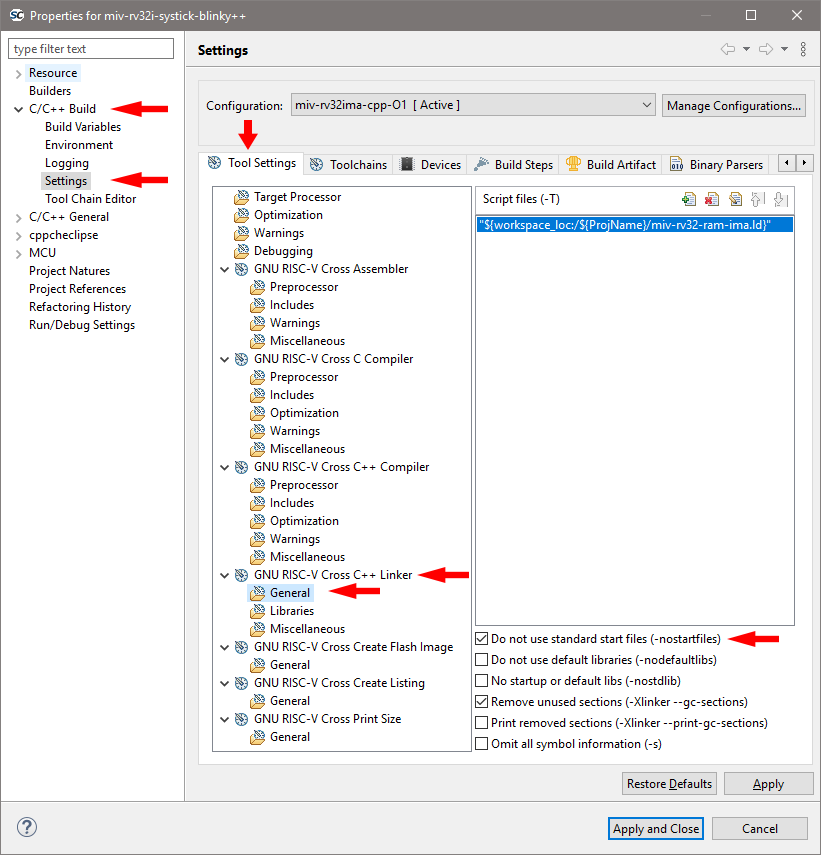 SC Properties for miv-rv32i-systick-blinky++
type filter text
Resource
Builders
C/C++ Build
Build Variables
Environment
Logging
Settings
Tool Chain Editor
C/C++ General
cppcheclipse
MCU
Project Natures
Project References
Refactoring History
Run/Debug Settings
Settings
Configuration: miv-rv32ima-cpp-O1 [ Active ] Manage Configurations...
Tool Settings Toolchains Devices Build Steps Build Artifact Binary Parsers
Target Processor
Optimization
Warnings
Debugging
GNU RISC-V Cross Assembler
Preprocessor
Includes
Warnings
Miscellaneous
GNU RISC-V Cross C Compiler
Preprocessor
Includes
Optimization
Warnings
Miscellaneous
GNU RISC-V Cross C++ Compiler
Preprocessor
Includes
Optimization
Warnings
Miscellaneous
GNU RISC-V Cross C++ Linker
General
Libraries
Miscellaneous
GNU RISC-V Cross Create Flash Image
General
GNU RISC-V Cross Create Listing
General
GNU RISC-V Cross Print Size
General
Script files (-T)
"${workspace_loc:/${ProjName}/miv-rv32-ram-ima.ld}"
Do not use standard start files (-nostartfiles)
Do not use default libraries (-nodefaultlibs)
No startup or default libs (-nostdlib)
Remove unused sections (-Xlinker --gc-sections)
Print removed sections (-Xlinker --print-gc-sections)
Omit all symbol information (-s)
Restore Defaults Apply
? Apply and Close Cancel